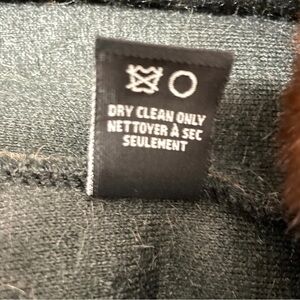 DRY CLEAN ONLY
NETTOYER À SEC
SEULEMENT